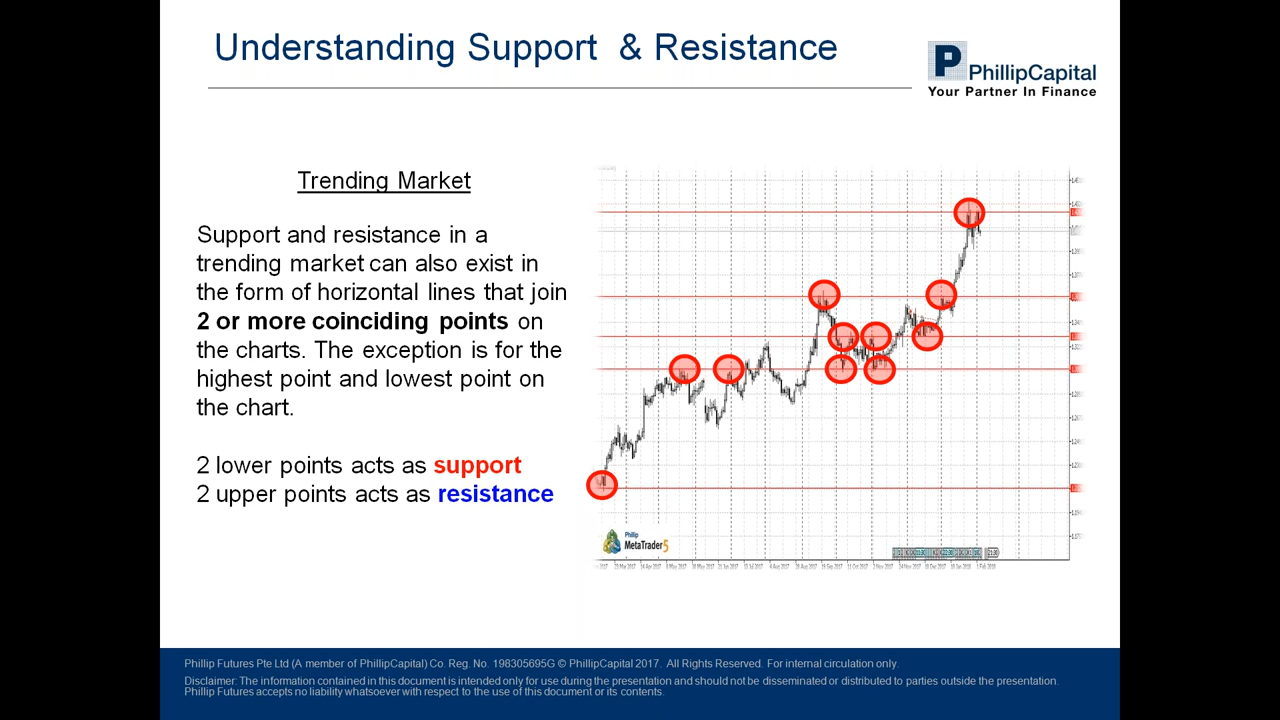 Understanding Support & Resistance
P PhillipCapital
Your Partner In Finance
Trending Market
Support and resistance in a
trending market can also exist in
the form of horizontal lines that join
2 or more coinciding points on
the charts. The exception is for the
highest point and lowest point on
the chart.
2 lower points acts as support
2 upper points acts as resistance
Phillip
MetaTrader 5
Phillip Futures Pte Ltd (A member of PhillipCapital) Co. Reg. No. 198305695G © PhillipCapital 2017. All Rights Reserved. For internal circulation only.
Disclaimer: The information contained in this document is intended only for use during the presentation and should not be disseminated or distributed to parties outside the presentation.
Phillip Futures accepts no liability whatsoever with respect to the use of this document or its contents.